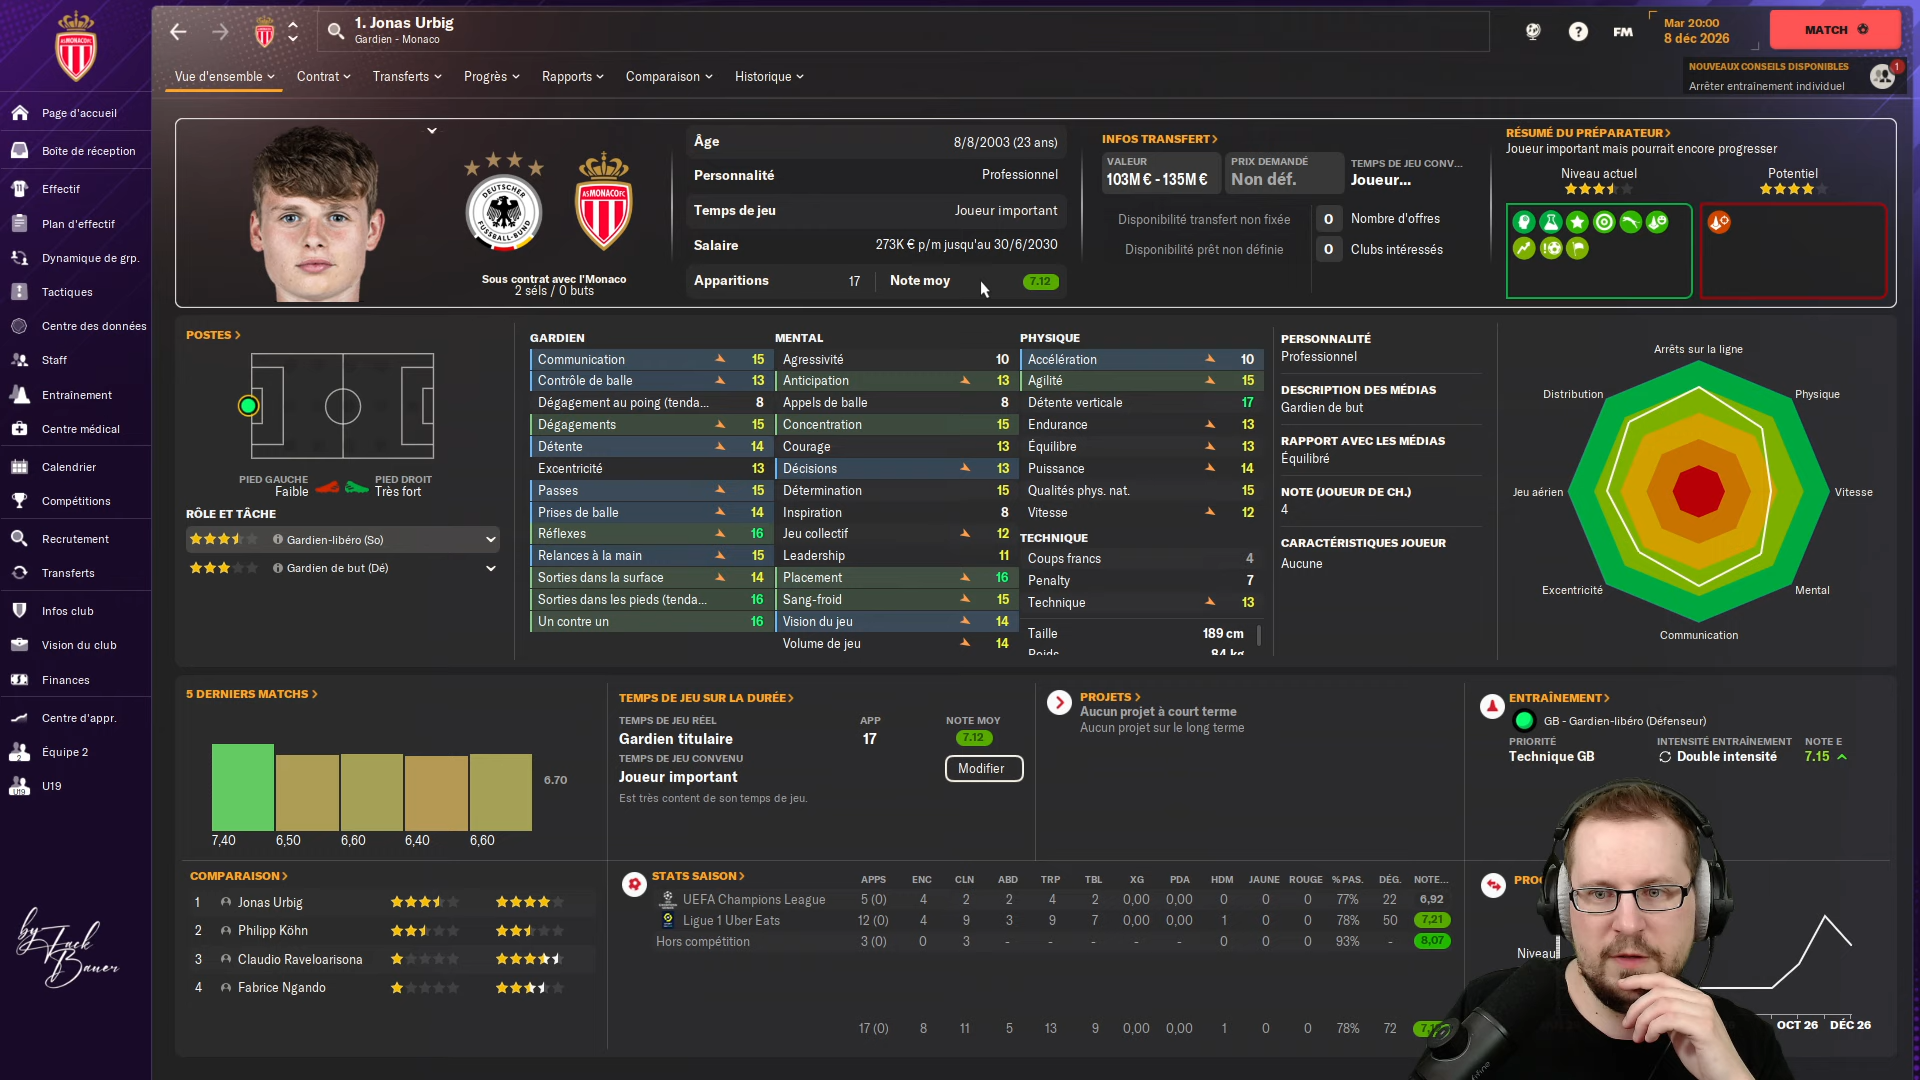 1. Jonas Urbig
Gardien - Monaco
FM
Mar 20:00
8 déc 2026
MATCH
Vue d'ensemble
Contrat
Transferts
Progrès
Rapports
Comparaison
Historique
NOUVEAUX CONSEILS DISPONIBLES
Arrêter entraînement individuel
1
Page d'accueil
Boîte de réception
Effectif
Plan d'effectif
Dynamique de grp.
Tactiques
Centre des données
Staff
Entraînement
Centre médical
Calendrier
Compétitions
Recrutement
Transferts
Infos club
Vision du club
Finances
Centre d'appr.
Équipe 2
U19
DEUTSCHER
FUSSBALL-BUND
AS MONACO FC
Sous contrat avec l'Monaco
2 séls / 0 buts
Âge 8/8/2003 (23 ans)
Personnalité Professionnel
Temps de jeu Joueur important
Salaire 273K € p/m jusqu'au 30/6/2030
Apparitions 17 Note moy 7.12
INFOS TRANSFERT
VALEUR
103M € - 135M €
PRIX DEMANDÉ
Non déf.
TEMPS DE JEU CONV...
Joueur...
Disponibilité transfert non fixée
Disponibilité prêt non définie
0 Nombre d'offres
0 Clubs intéressés
RÉSUMÉ DU PRÉPARATEUR
Joueur important mais pourrait encore progresser
Niveau actuel
Potentiel
POSTES
PIED GAUCHE
Faible
PIED DROIT
Très fort
RÔLE ET TÂCHE
Gardien-libéro (So)
Gardien de but (Dé)
GARDIEN
Communication 15
Contrôle de balle 13
Dégagement au poing (tenda... 8
Dégagements 15
Détente 14
Excentricité 13
Passes 15
Prises de balle 14
Réflexes 16
Relances à la main 15
Sorties dans la surface 14
Sorties dans les pieds (tenda... 16
Un contre un 16
MENTAL
Agressivité 10
Anticipation 13
Appels de balle 8
Concentration 15
Courage 13
Décisions 13
Détermination 15
Inspiration 8
Jeu collectif 12
Leadership 11
Placement 16
Sang-froid 15
Vision du jeu 14
Volume de jeu 14
PHYSIQUE
Accélération 10
Agilité 15
Détente verticale 17
Endurance 13
Équilibre 13
Puissance 14
Qualités phys. nat. 15
Vitesse 12
TECHNIQUE
Coups francs 4
Penalty 7
Technique 13
Taille 189 cm
Poids 84 kg
PERSONNALITÉ
Professionnel
DESCRIPTION DES MÉDIAS
Gardien de but
RAPPORT AVEC LES MÉDIAS
Équilibré
NOTE (JOUEUR DE CH.)
4
CARACTÉRISTIQUES JOUEUR
Aucune
Arrêts sur la ligne
Physique
Vitesse
Mental
Communication
Excentricité
Jeu aérien
Distribution
5 DERNIERS MATCHS
6.70
7,40 6,50 6,60 6,40 6,60
TEMPS DE JEU SUR LA DURÉE
TEMPS DE JEU RÉEL APP NOTE MOY
Gardien titulaire 17 7.12
TEMPS DE JEU CONVENU
Joueur important
Modifier
Est très content de son temps de jeu.
PROJETS
Aucun projet à court terme
Aucun projet sur le long terme
ENTRAÎNEMENT
GB - Gardien-libéro (Défenseur)
PRIORITÉ INTENSITÉ ENTRAÎNEMENT NOTE E
Technique GB Double intensité 7.15
COMPARAISON
1 Jonas Urbig
2 Philipp Köhn
3 Claudio Raveloarisona
4 Fabrice Ngando
STATS SAISON APPS ENC CLN ABD TRP TBL XG PDA HDM JAUNE ROUGE % PAS. DÉG. NOTE...
UEFA Champions League 5 (0) 4 2 2 4 2 0,00 0,00 0 0 0 77% 22 6,92
Ligue 1 Uber Eats 12 (0) 4 9 3 9 7 0,00 0,00 1 0 0 78% 50 7,21
Hors compétition 3 (0) 0 3 - - - - - 0 0 0 93% - 8,07
17 (0) 8 11 5 13 9 0,00 0,00 1 0 0 78% 72
Niveau
OCT 26 DÉC 26
by Zack
Bauer